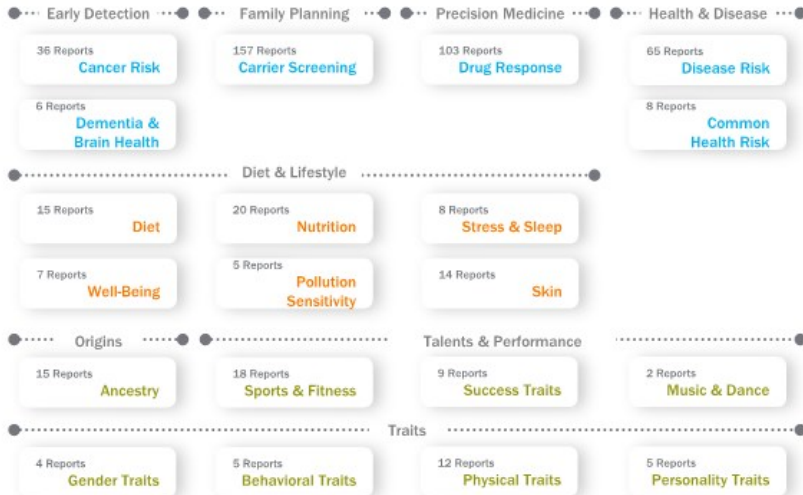 Early Detection
Family Planning
Precision Medicine
Health & Disease
36 Reports
Cancer Risk
157 Reports
Carrier Screening
103 Reports
Drug Response
65 Reports
Disease Risk
6 Reports
Dementia &
Brain Health
8 Reports
Common
Health Risk
Diet & Lifestyle
15 Reports
Diet
20 Reports
Nutrition
8 Reports
Stress & Sleep
7 Reports
Well-Being
5 Reports
Pollution
Sensitivity
14 Reports
Skin
Origins
Talents & Performance
15 Reports
Ancestry
18 Reports
Sports & Fitness
9 Reports
Success Traits
2 Reports
Music & Dance
Traits
4 Reports
Gender Traits
5 Reports
Behavioral Traits
12 Reports
Physical Traits
5 Reports
Personality Traits